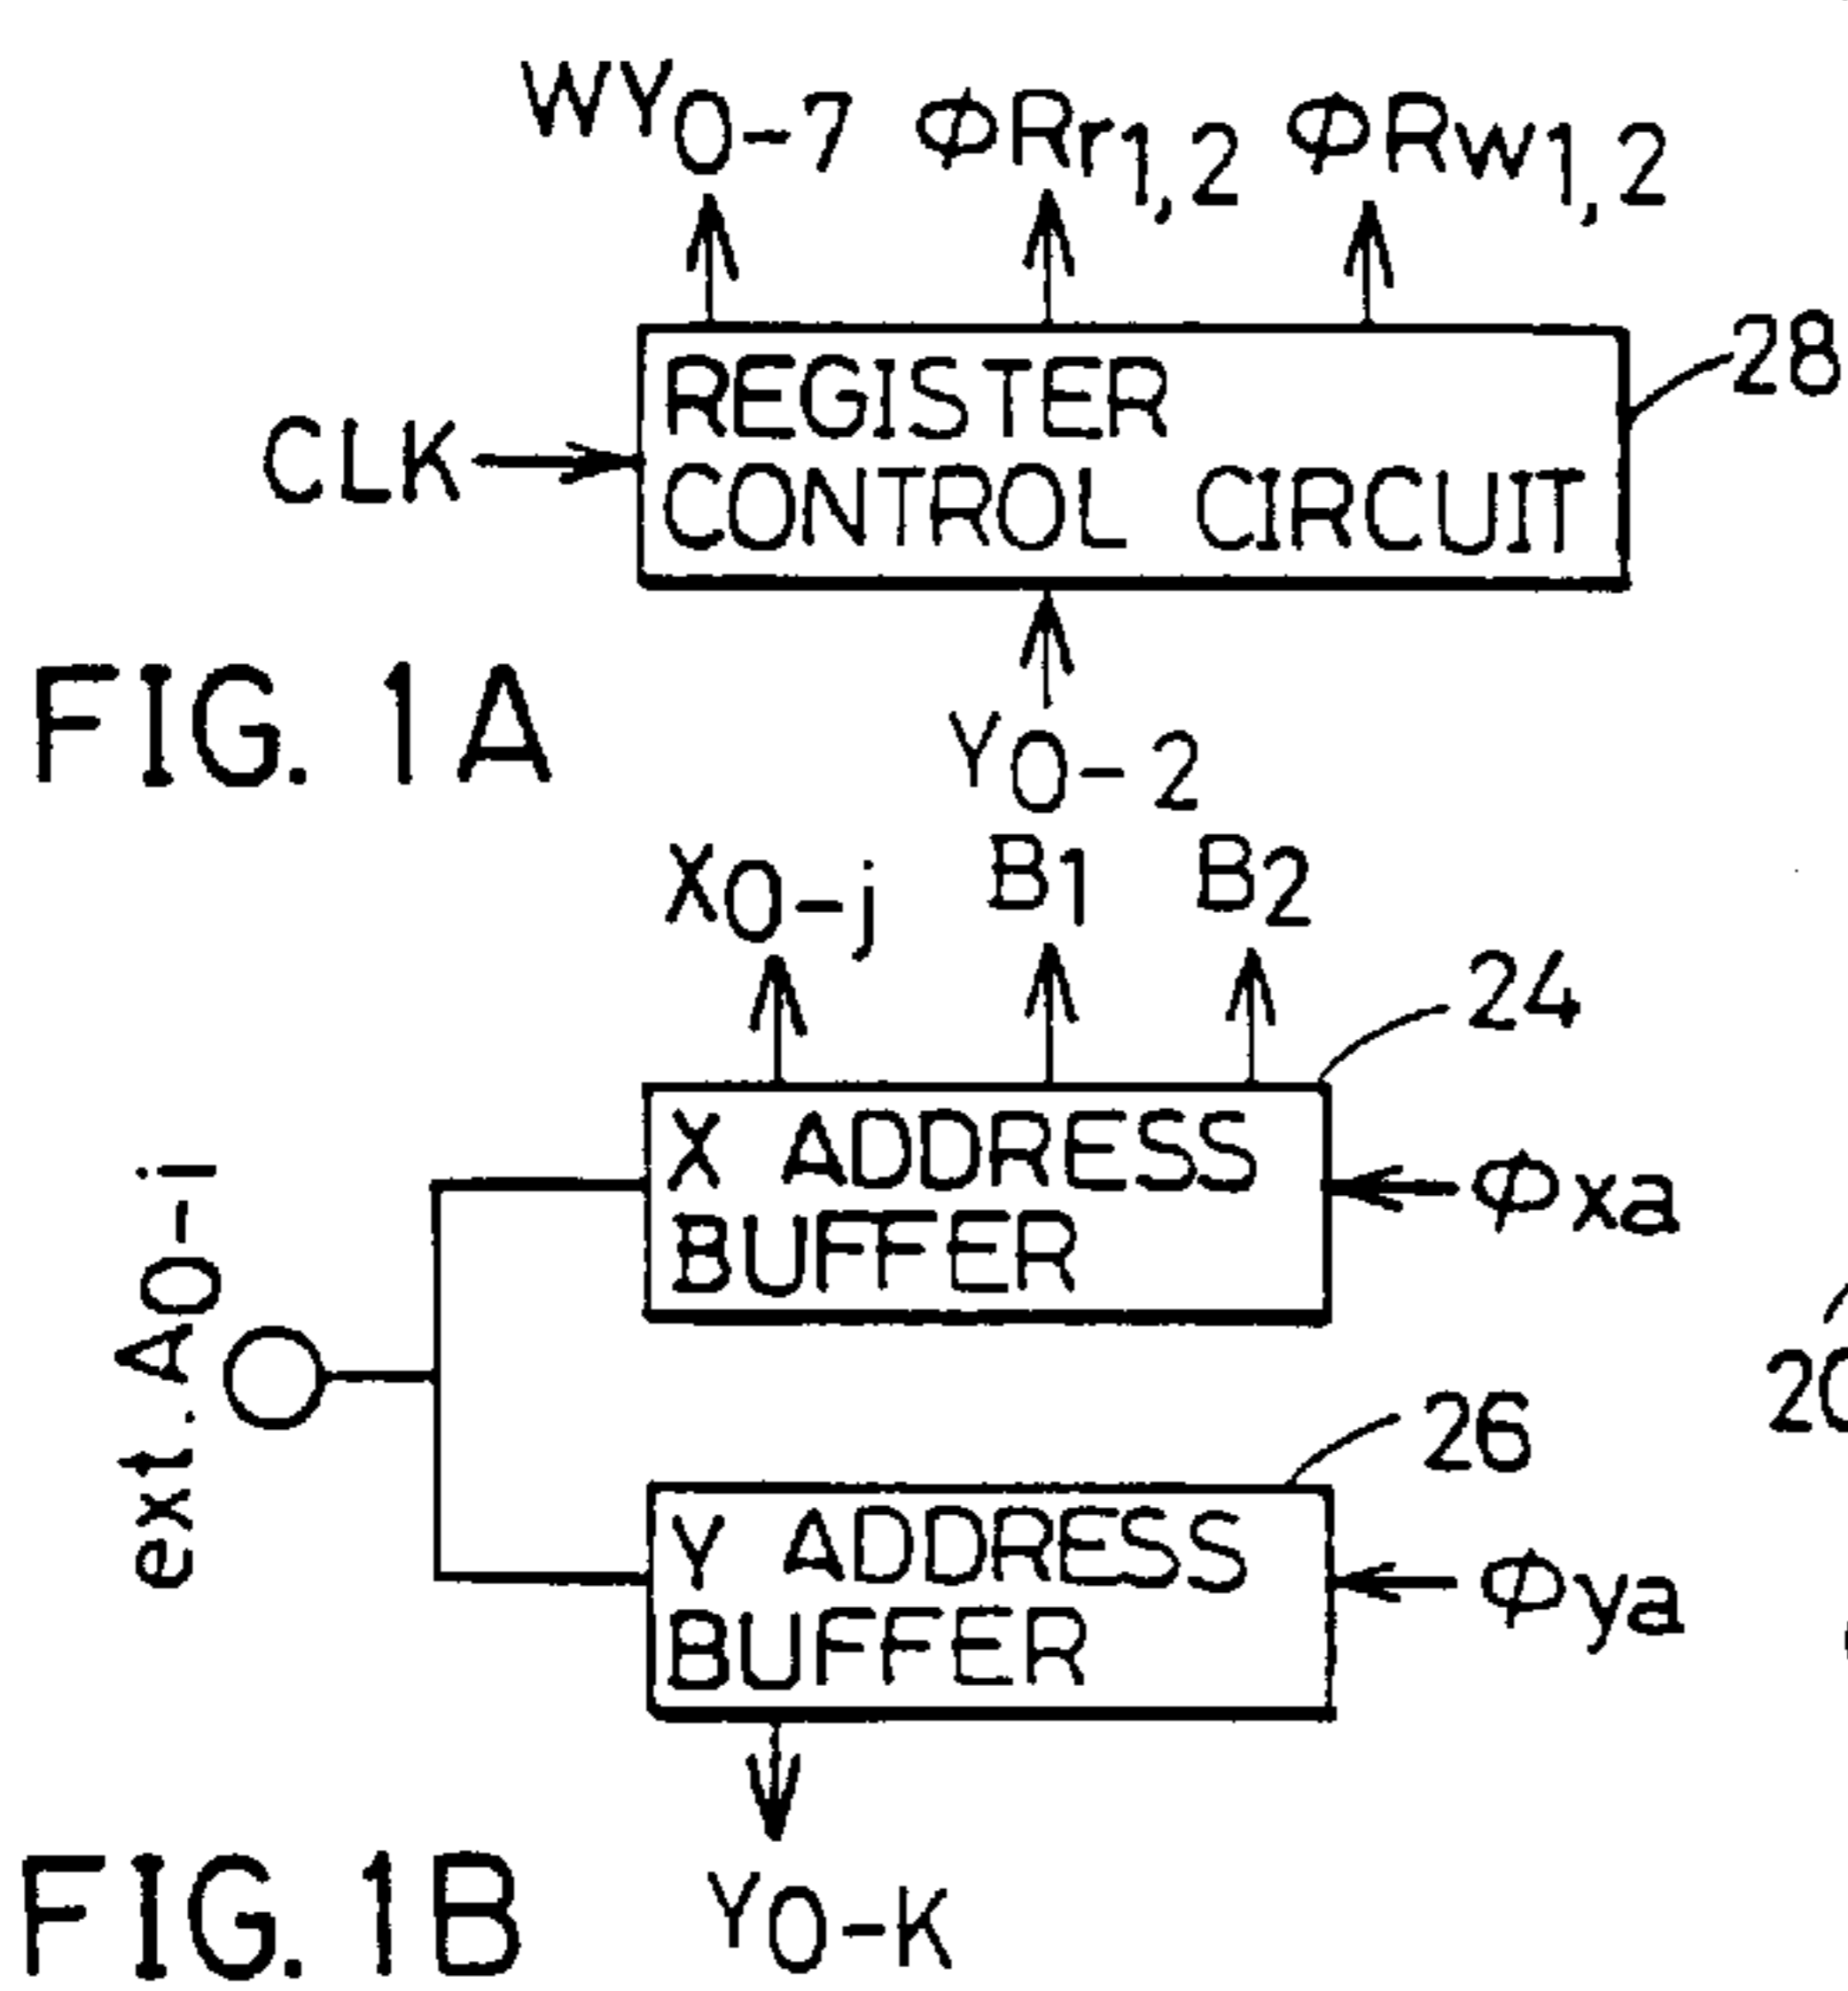 WY0-7 φRr1,2 φRw1,2
28
REGISTER
CONTROL CIRCUIT
CLK
FIG. 1A
Y0-2
X0-j B1 B2
24
X ADDRESS
BUFFER
φxa
ext.A0-i
26
Y ADDRESS
BUFFER
φya
Y0-K
FIG. 1B